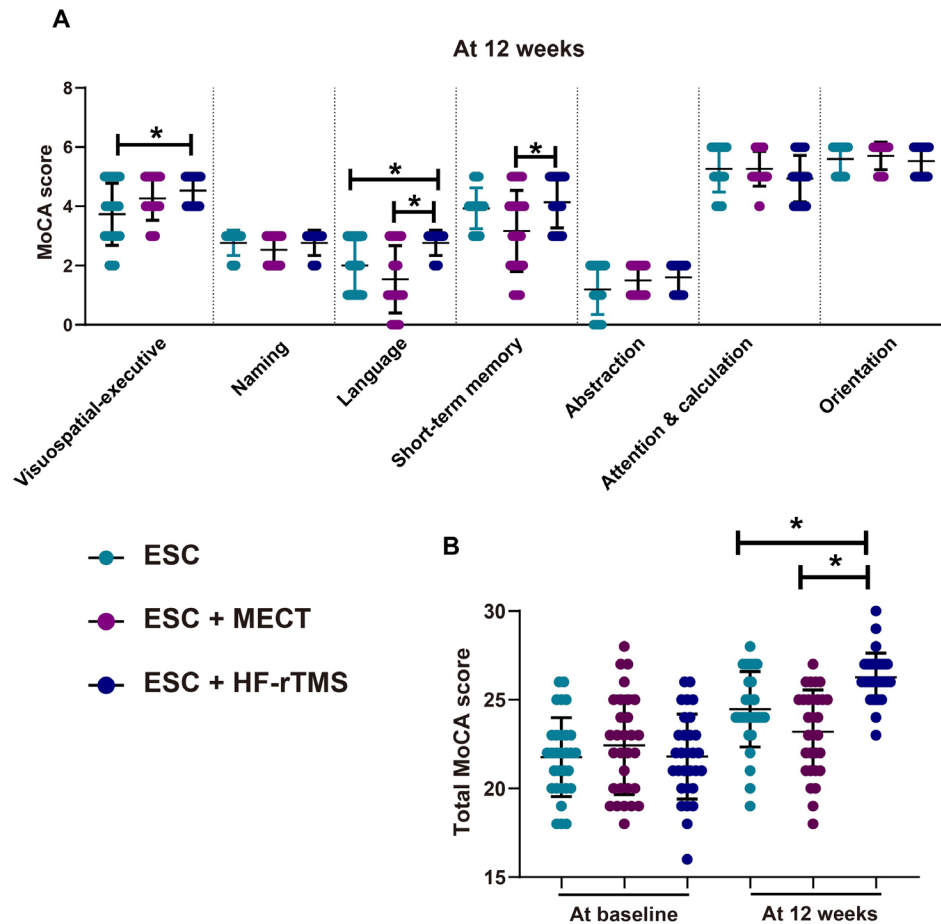 A
At 12 weeks
MoCA score
8
6
4
2
0
* * * *
Visuospatial-executive
Naming
Language
Short-term memory
Abstraction
Attention & calculation
Orientation
ESC
ESC + MECT
ESC + HF-rTMS
B
* *
Total MoCA score
30
25
20
15
At baseline
At 12 weeks